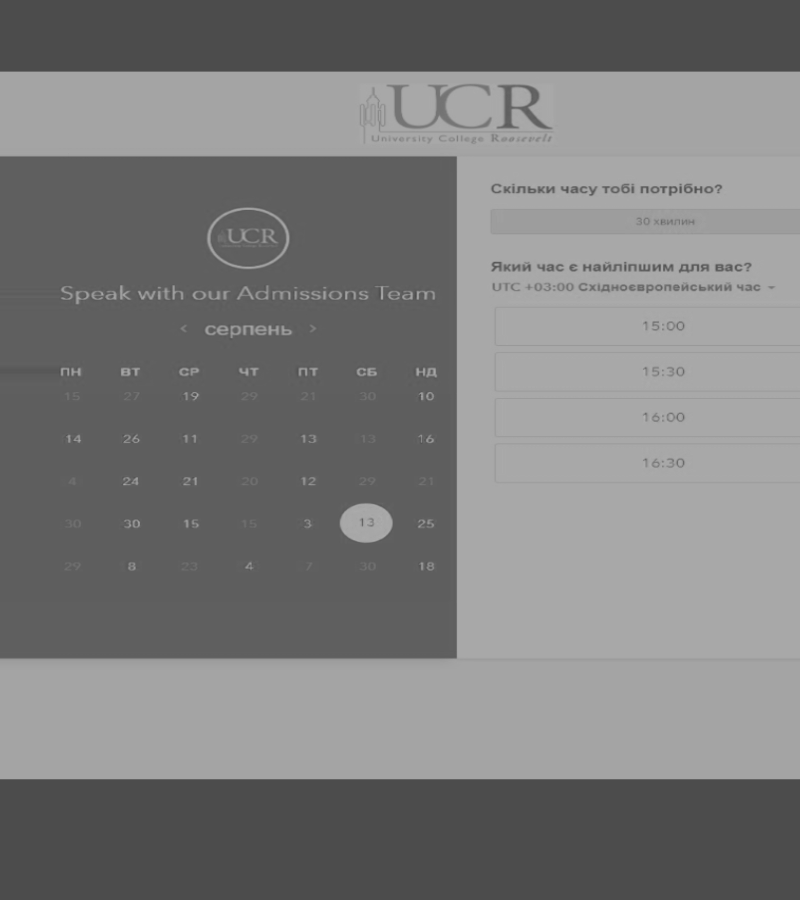 UCR
University College Roosevelt
UCR
Speak with our Admissions Team
< серпень >
ПН ВТ СР ЧТ ПТ СБ НД
15 27 19 29 21 30 10
14 26 11 29 13 13 16
4 24 21 20 12 29 21
30 30 15 15 3 13 25
29 8 23 4 7 30 18
Скільки часу тобі потрібно?
30 хвилин
Який час є найліпшим для вас?
UTC +03:00 Східноєвропейський час
15:00
15:30
16:00
16:30